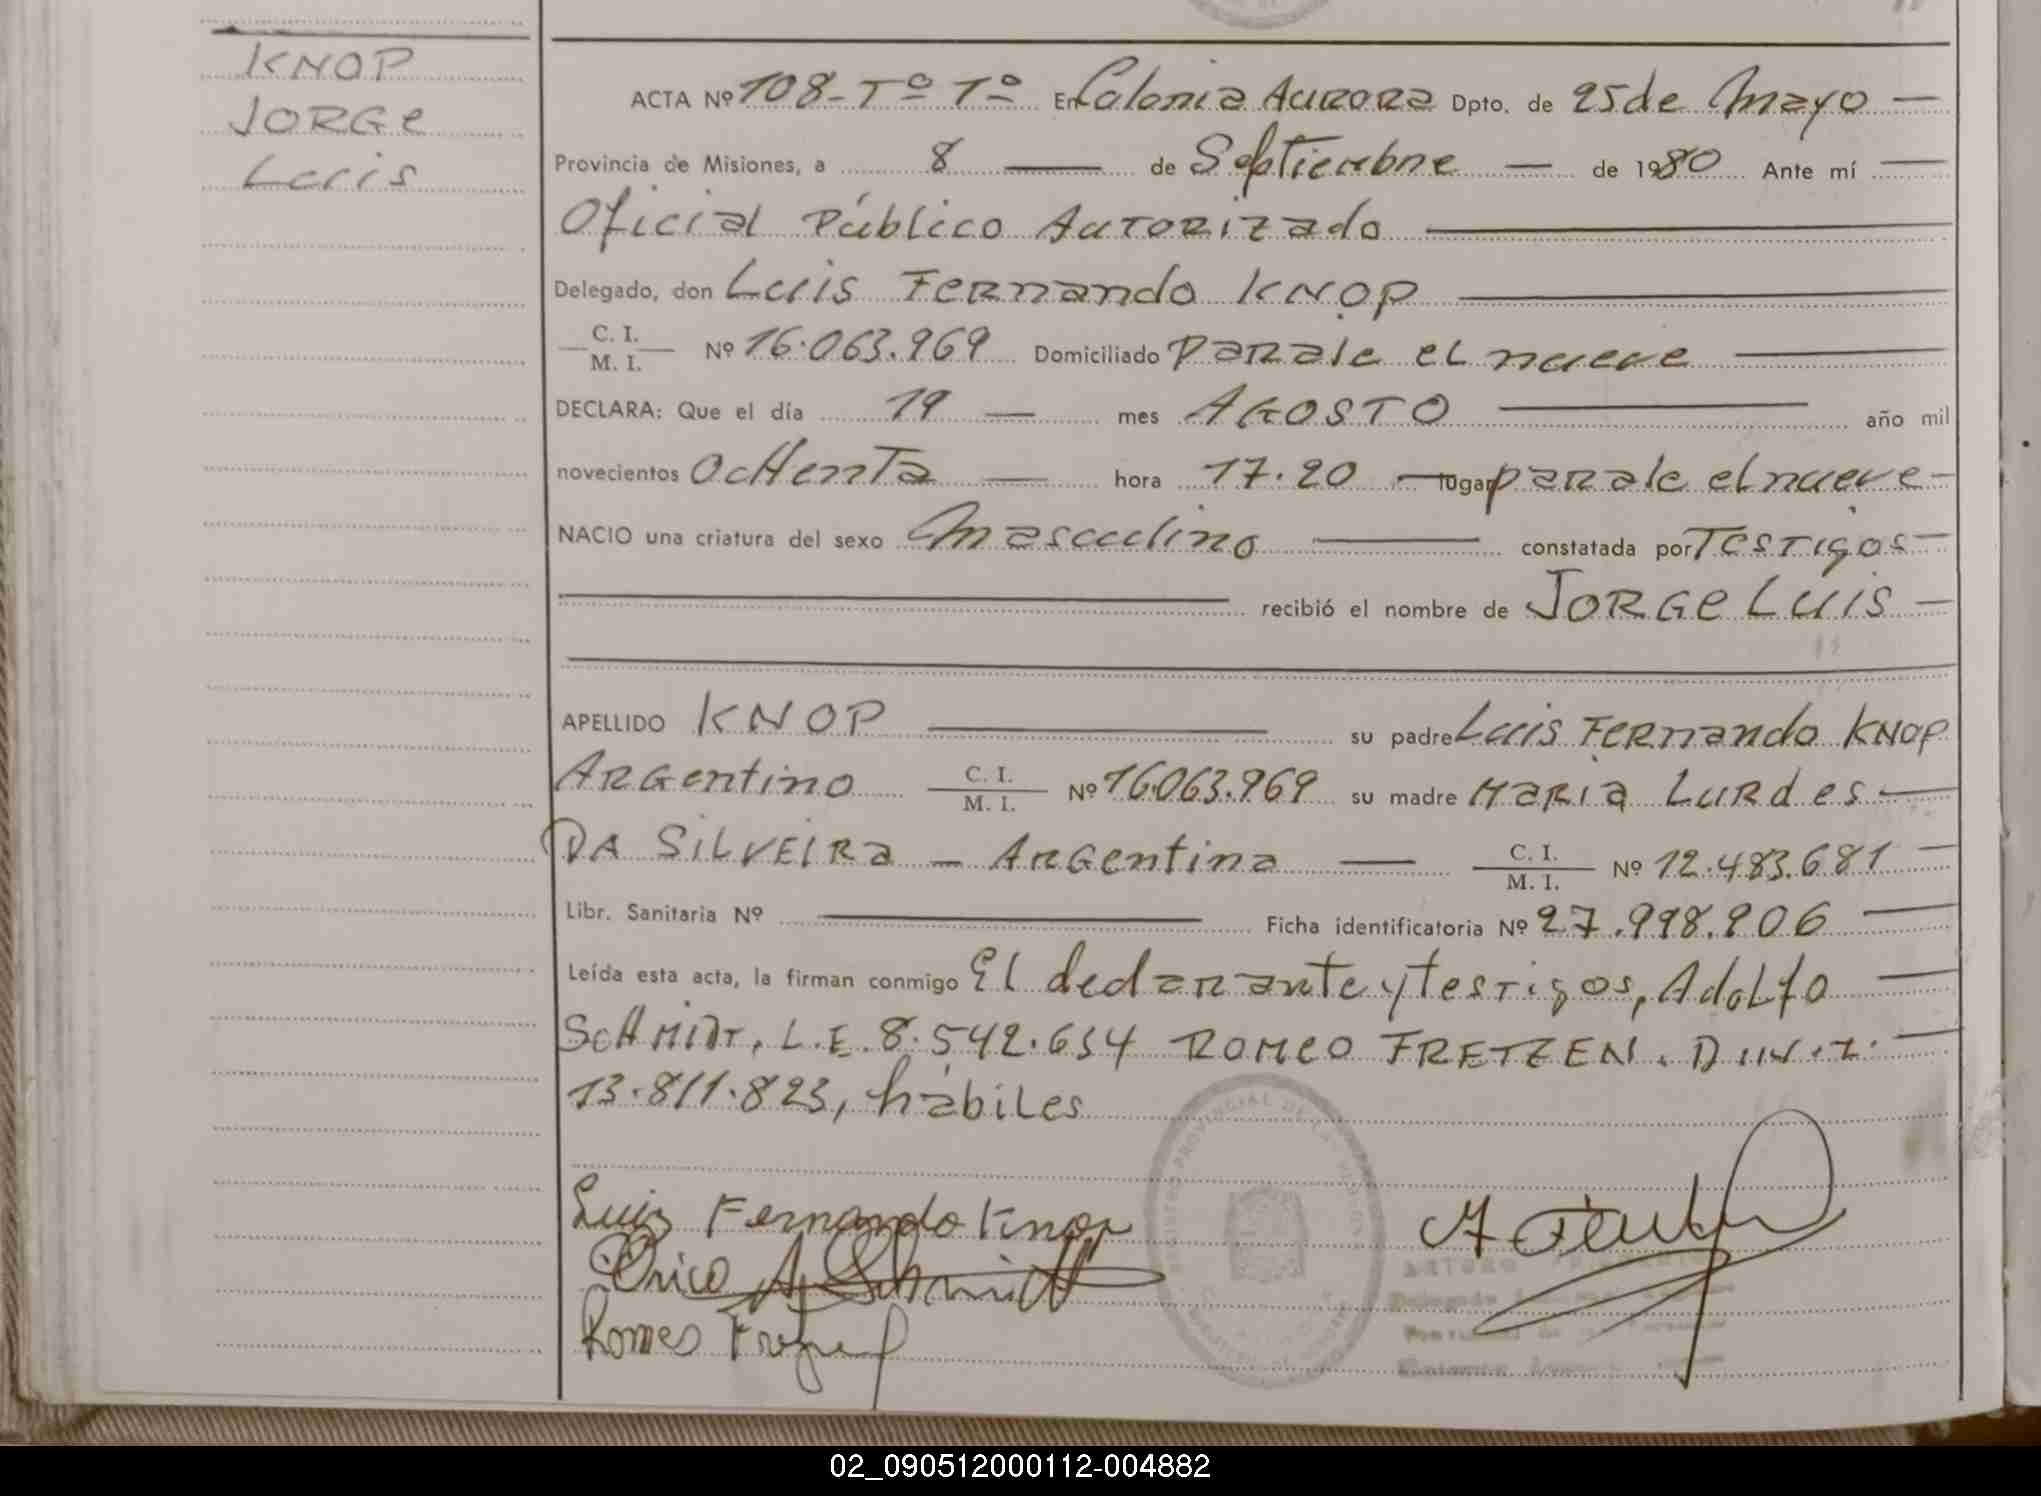 KNOP
JORGe
Luis
ACTA Nº 108-Tº 1º En Colonia Aurora Dpto. de 25 de Mayo —
Provincia de Misiones, a 8 — de Septiembre — de 1980 Ante mí —
Oficial Público Autorizado —
Delegado, don Luis Fernando KNOP —
C. I. / M. I. Nº 16.063.969 Domiciliado paraje el nueve —
DECLARA: Que el día 19 — mes AGOSTO — año mil
novecientos ocHenta — hora 17.20 — lugar paraje el nueve —
NACIO una criatura del sexo Masculino — constatada por Testigos —
— recibió el nombre de JORGe Luis —
APELLIDO KNOP — su padre Luis Fernando KNOP
Argentino C. I. / M. I. Nº 16.063.969 su madre MARIA LURdes —
DA SILVEIRA — Argentina — C. I. / M. I. Nº 12.483.681 —
Libr. Sanitaria Nº — Ficha identificatoria Nº 27.998.906 —
Leída esta acta, la firman conmigo El declarante y testigos, AdoLfo —
ScHMIDT, L.E. 8.542.654 ROMEO FRETZEN. D.N.I. —
13.811.823, hábiles
Luis Fernando Knop
Erico A. Schmidt
Romeo
ARTURO
Delegado
02_090512000112-004882